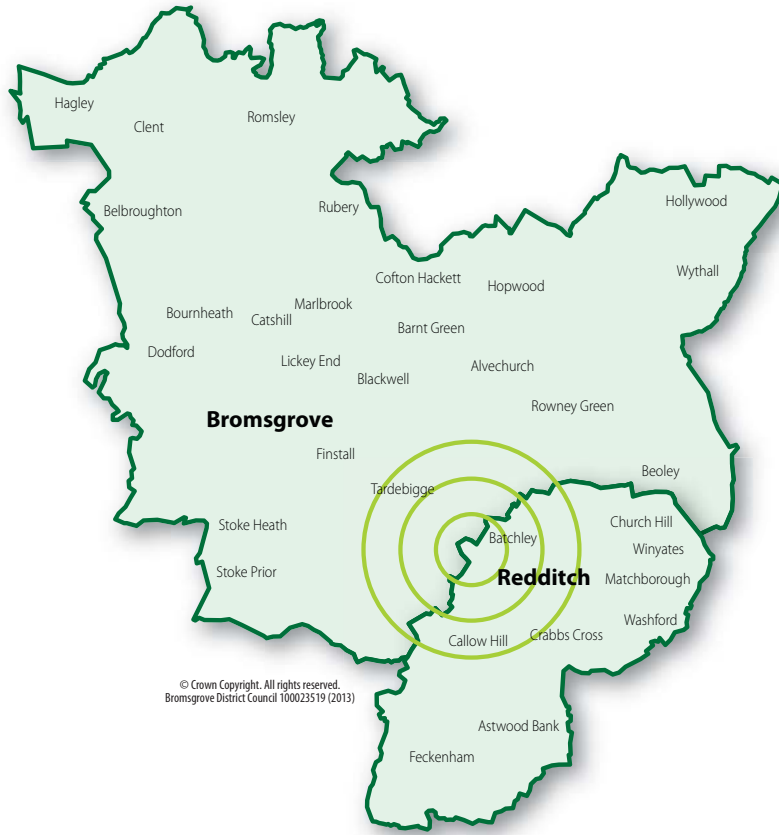 Hagley
Clent
Romsley
Belbroughton
Rubery
Hollywood
Wythall
Cofton Hackett
Hopwood
Bournheath
Catshill
Marlbrook
Barnt Green
Dodford
Lickey End
Blackwell
Alvechurch
Rowney Green
Bromsgrove
Finstall
Tardebigge
Beoley
Stoke Heath
Batchley
Church Hill
Winyates
Stoke Prior
Redditch
Matchborough
Washford
Callow Hill
Crabbs Cross
© Crown Copyright. All rights reserved.
Bromsgrove District Council 100023519 (2013)
Astwood Bank
Feckenham